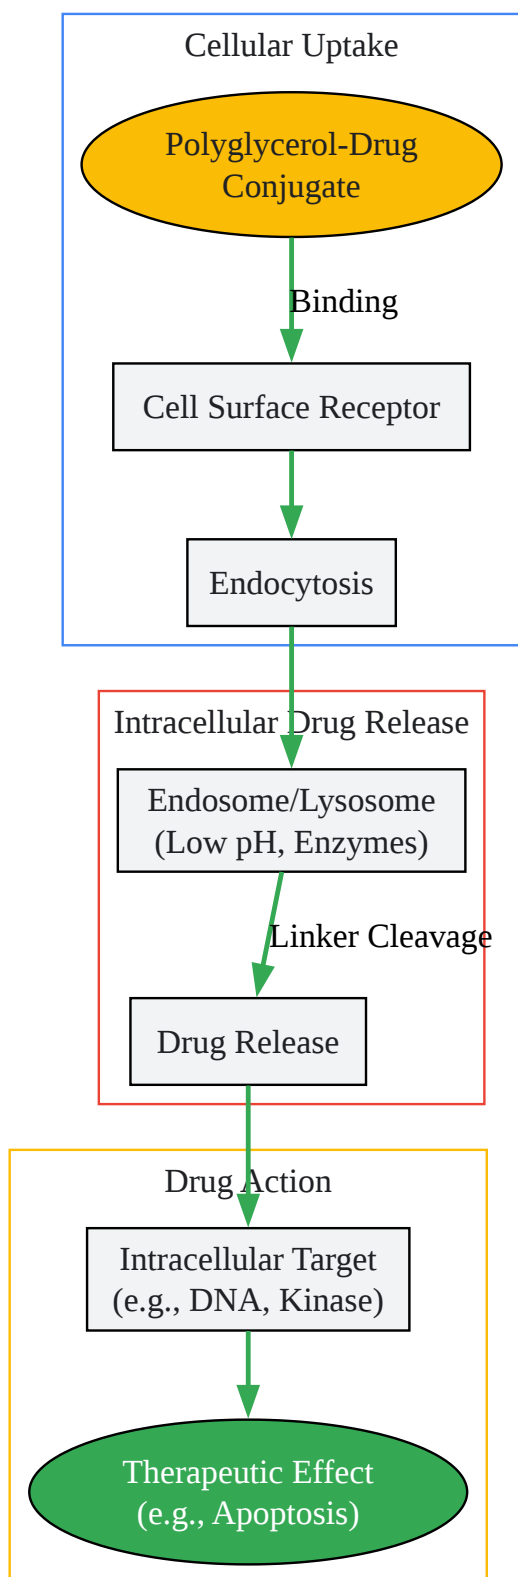 Cellular Uptake
Polyglycerol-Drug
Conjugate
Binding
Cell Surface Receptor
Endocytosis
Intracellular Drug Release
Endosome/Lysosome
(Low pH, Enzymes)
Linker Cleavage
Drug Release
Drug Action
Intracellular Target
(e.g., DNA, Kinase)
Therapeutic Effect
(e.g., Apoptosis)